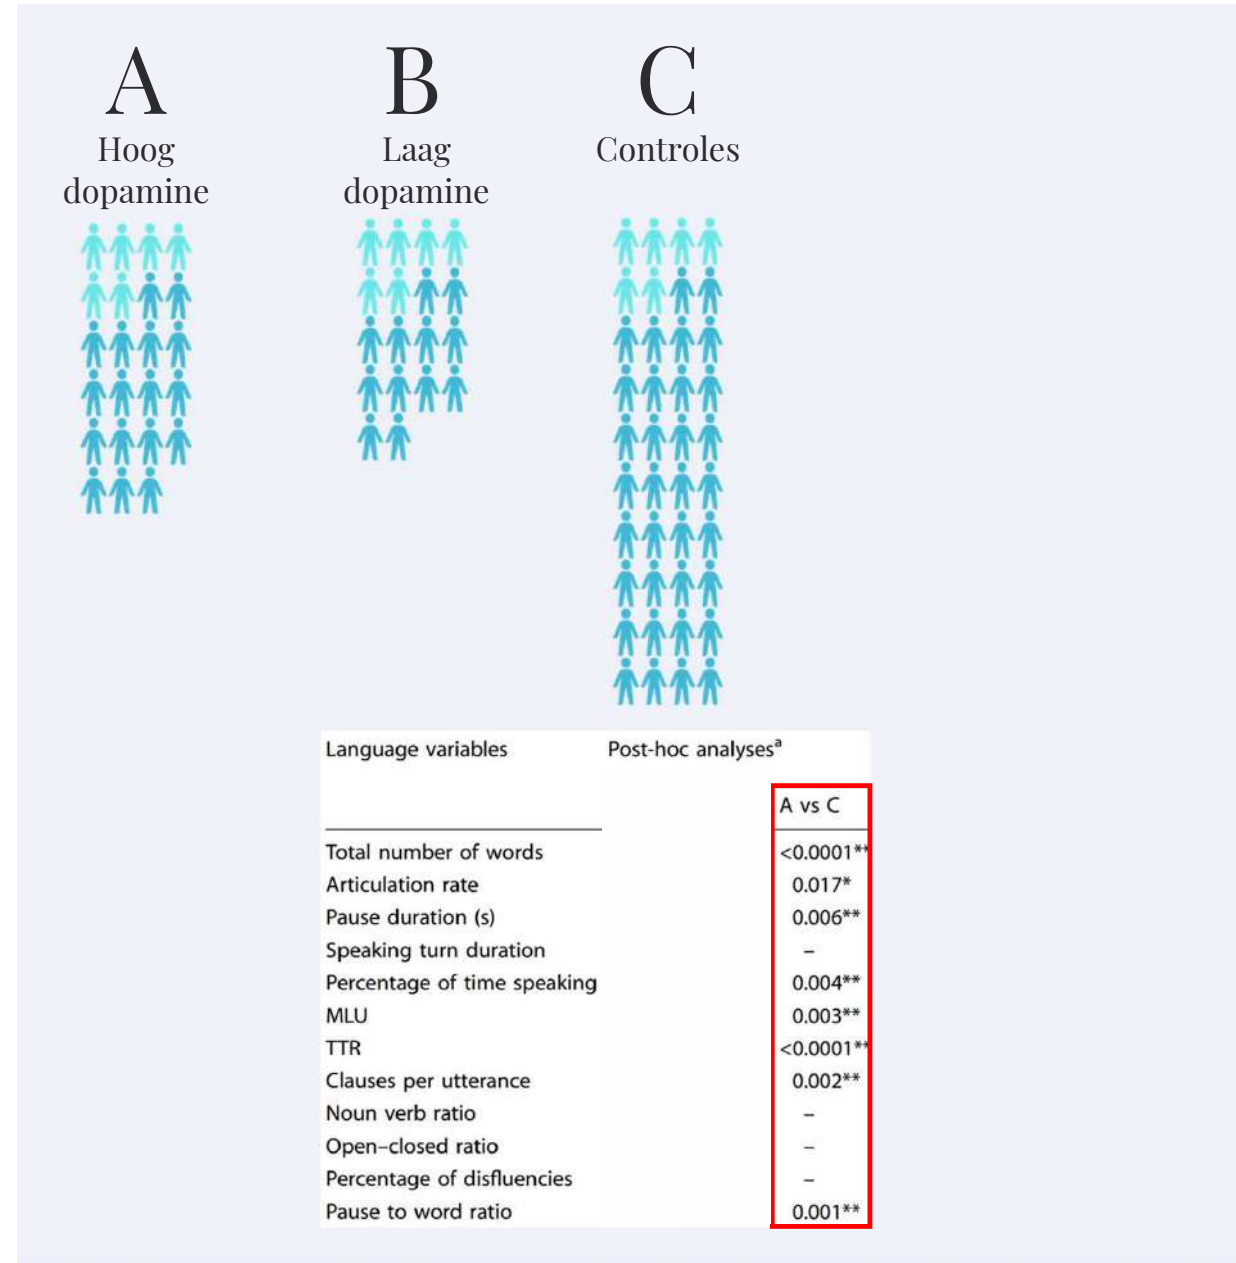 A B C
Hoog dopamine
Laag dopamine
Controles
Language variables Post-hoc analysesᵃ
A vs C
Total number of words <0.0001**
Articulation rate 0.017*
Pause duration (s) 0.006**
Speaking turn duration –
Percentage of time speaking 0.004**
MLU 0.003**
TTR <0.0001**
Clauses per utterance 0.002**
Noun verb ratio –
Open–closed ratio –
Percentage of disfluencies –
Pause to word ratio 0.001**